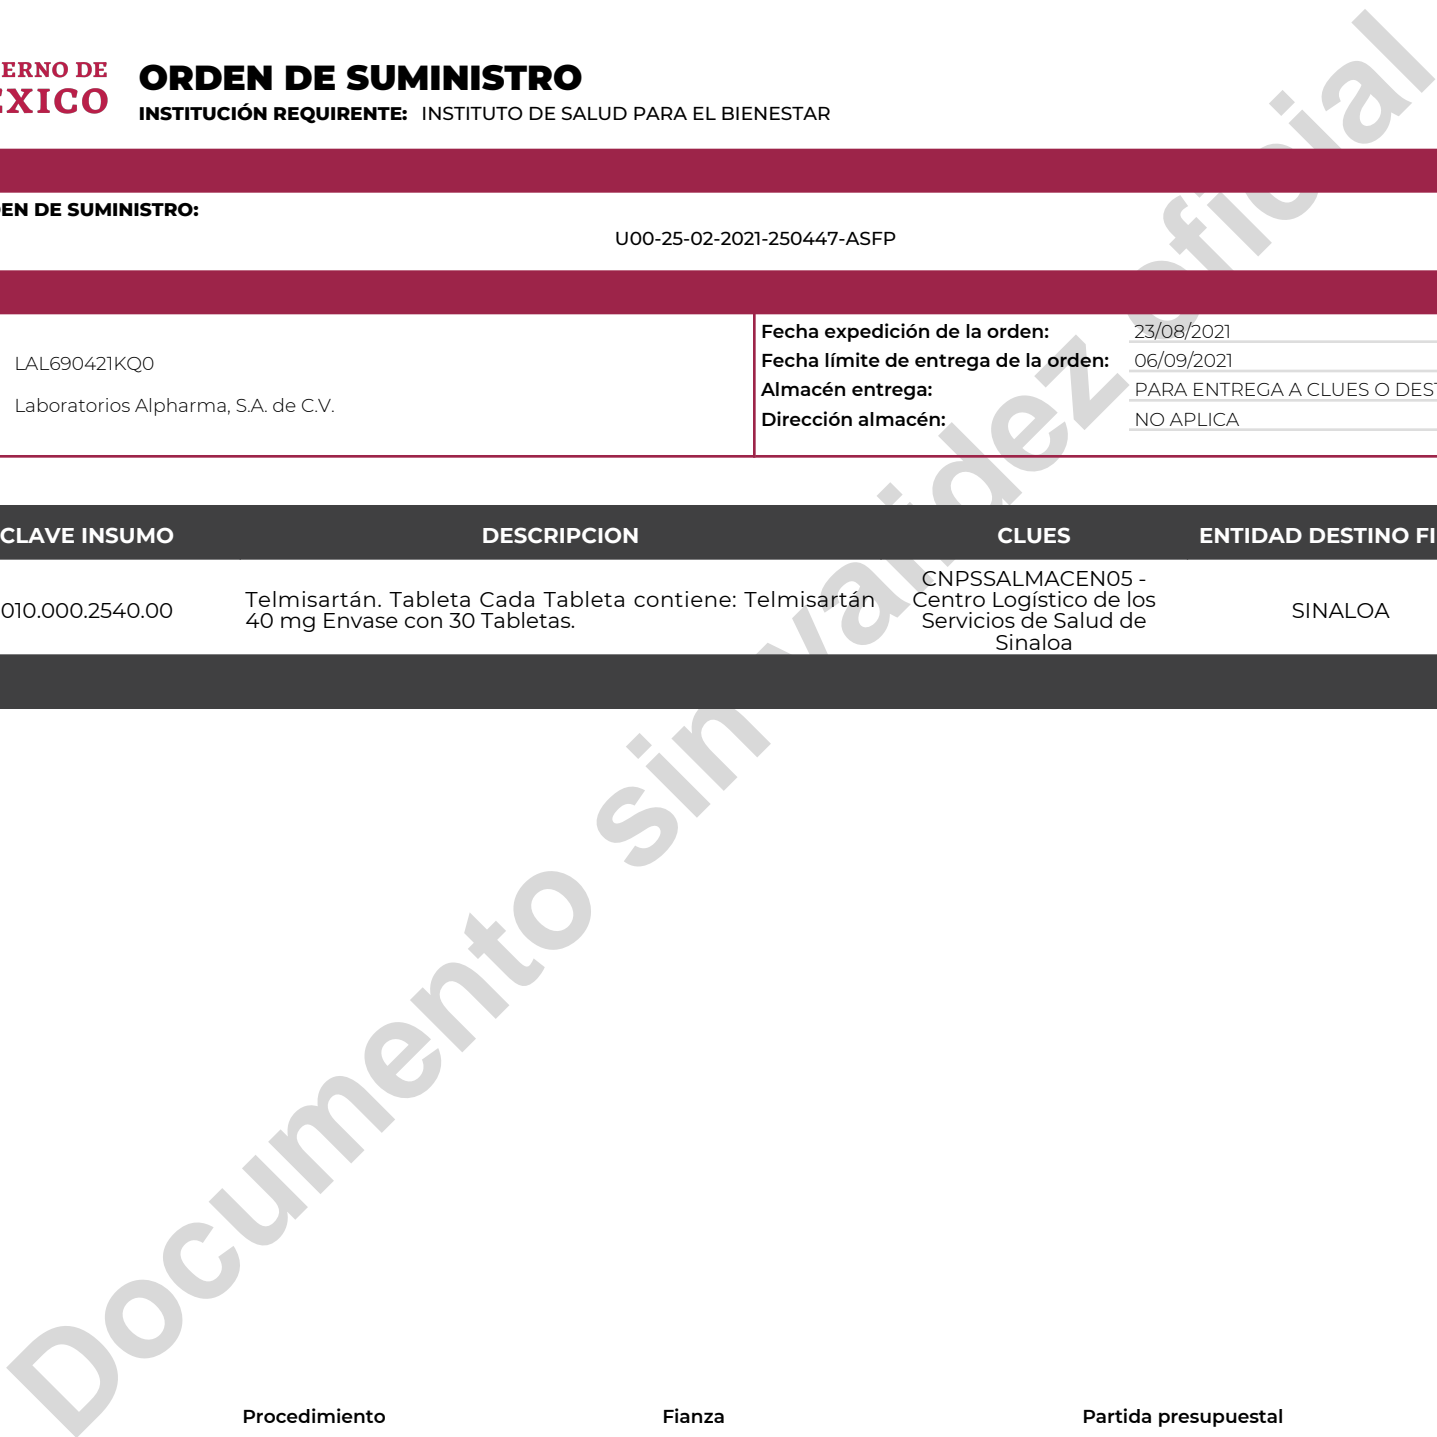 ERNO DE
EXICO
ORDEN DE SUMINISTRO
INSTITUCIÓN REQUIRENTE: INSTITUTO DE SALUD PARA EL BIENESTAR
EN DE SUMINISTRO:
U00-25-02-2021-250447-ASFP
LAL690421KQ0
Laboratorios Alpharma, S.A. de C.V.
Fecha expedición de la orden: 23/08/2021
Fecha límite de entrega de la orden: 06/09/2021
Almacén entrega: PARA ENTREGA A CLUES O DEST
Dirección almacén: NO APLICA
CLAVE INSUMO DESCRIPCION CLUES ENTIDAD DESTINO FI
010.000.2540.00
Telmisartán. Tableta Cada Tableta contiene: Telmisartán
40 mg Envase con 30 Tabletas.
CNPSSALMACEN05 -
Centro Logístico de los
Servicios de Salud de
Sinaloa
SINALOA
Documento sin validez oficial
Procedimiento Fianza Partida presupuestal